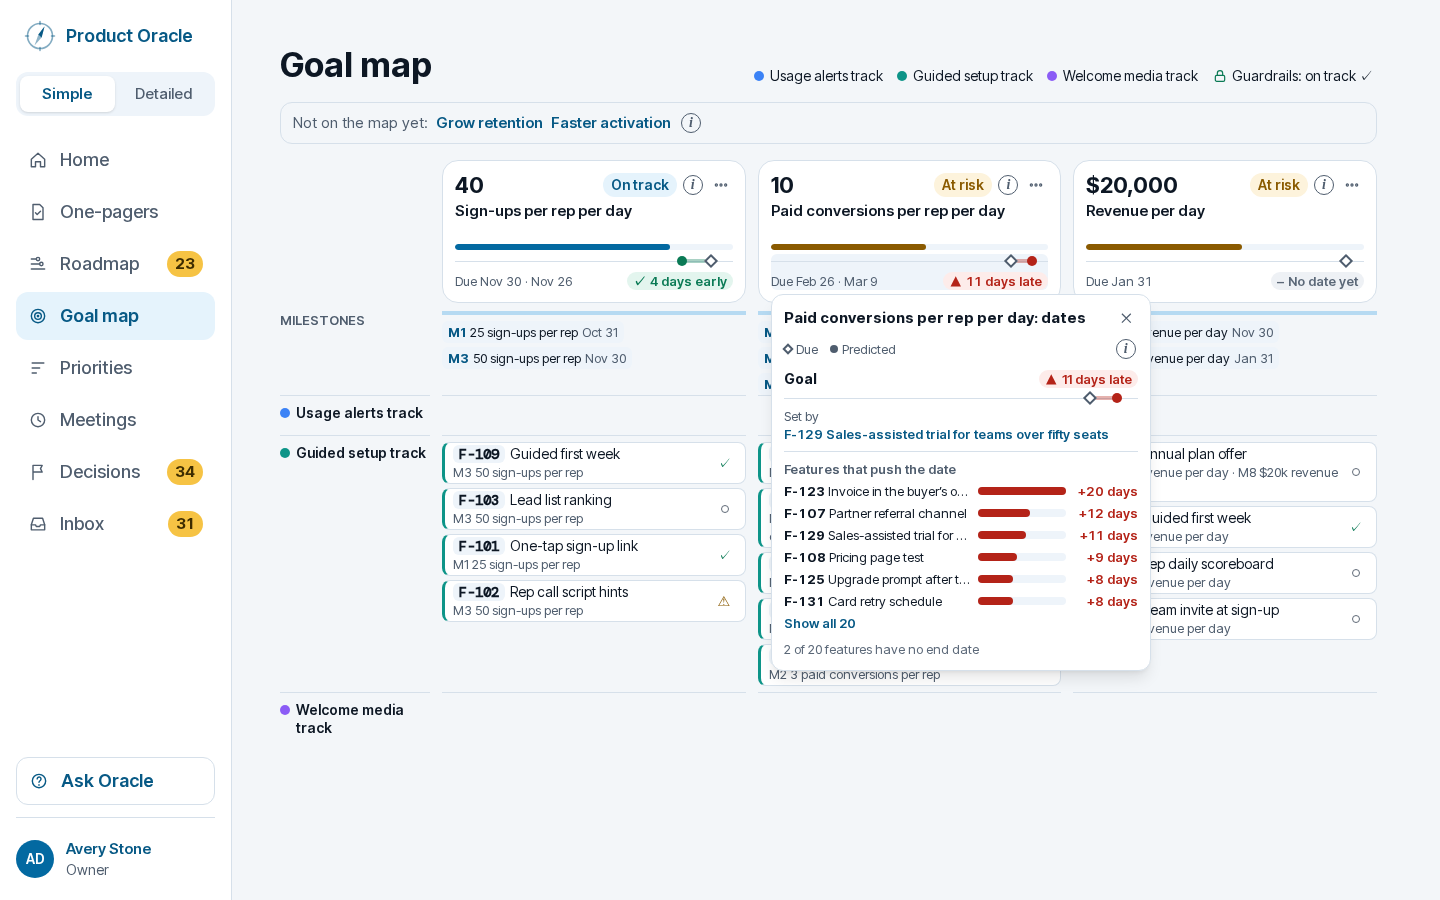 Product Oracle
Simple Detailed
Home
One-pagers
Roadmap 23
Goal map
Priorities
Meetings
Decisions 34
Inbox 31
Ask Oracle
AD Avery Stone
Owner
Goal map
Usage alerts track Guided setup track Welcome media track Guardrails: on track ✓
Not on the map yet: Grow retention Faster activation i
40 On track i •••
Sign-ups per rep per day
Due Nov 30 · Nov 26 ✓ 4 days early
10 At risk i •••
Paid conversions per rep per day
Due Feb 26 · Mar 9 ▲ 11 days late
$20,000 At risk i •••
Revenue per day
Due Jan 31 – No date yet
MILESTONES
M1 25 sign-ups per rep Oct 31
M3 50 sign-ups per rep Nov 30
per day Nov 30
per day Jan 31
Usage alerts track
Guided setup track
F-109 Guided first week
M3 50 sign-ups per rep ✓
F-103 Lead list ranking
M3 50 sign-ups per rep
F-101 One-tap sign-up link
M1 25 sign-ups per rep ✓
F-102 Rep call script hints
M3 50 sign-ups per rep ⚠
M2 3 paid conversions per rep
plan offer
per day · M8 $20k revenue
first week
per day ✓
daily scoreboard
per day
invite at sign-up
per day
Welcome media
track
Paid conversions per rep per day: dates ×
Due Predicted i
Goal ▲ 11 days late
Set by
F-129 Sales-assisted trial for teams over fifty seats
Features that push the date
F-123 Invoice in the buyer's o… +20 days
F-107 Partner referral channel +12 days
F-129 Sales-assisted trial for … +11 days
F-108 Pricing page test +9 days
F-125 Upgrade prompt after t… +8 days
F-131 Card retry schedule +8 days
Show all 20
2 of 20 features have no end date